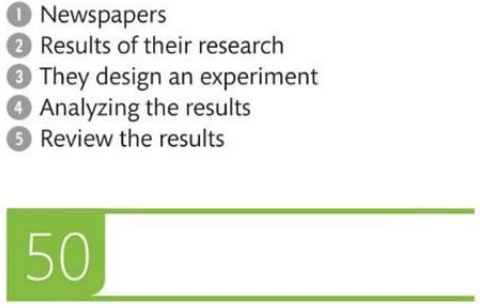 1 Newspapers
2 Results of their research
3 They design an experiment
4 Analyzing the results
5 Review the results
50